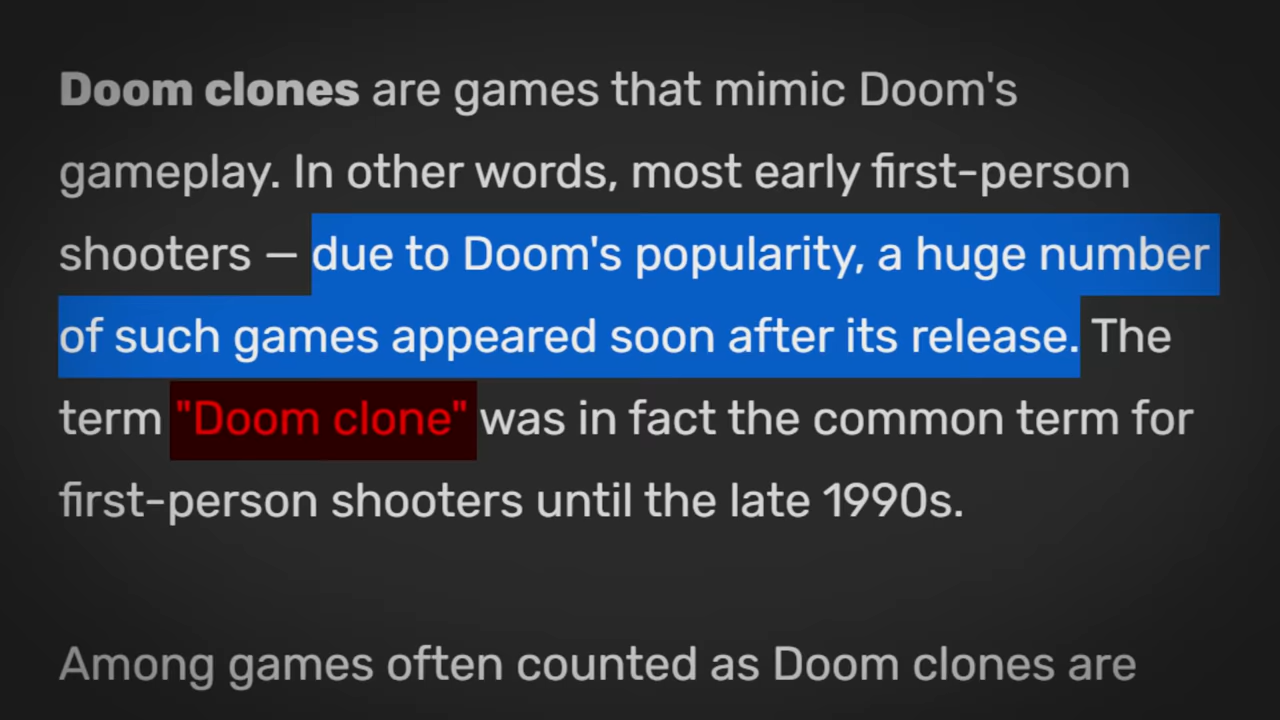 Doom clones are games that mimic Doom's
gameplay. In other words, most early first-person
shooters — due to Doom's popularity, a huge number
of such games appeared soon after its release. The
term "Doom clone" was in fact the common term for
first-person shooters until the late 1990s.
Among games often counted as Doom clones are